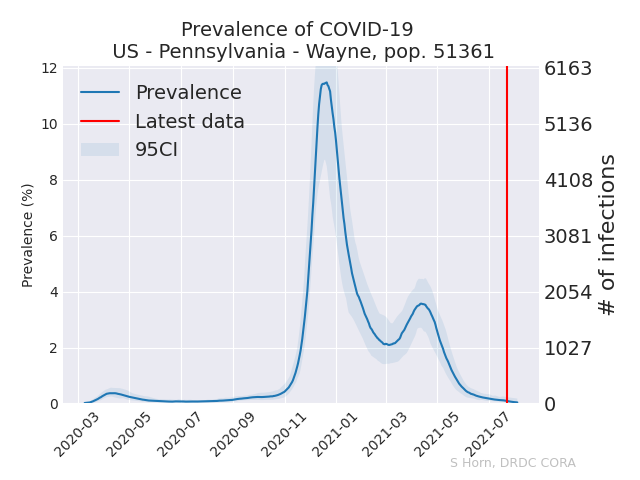 Prevalence of COVID-19
US - Pennsylvania - Wayne, pop. 51361
Prevalence
Latest data
95CI
Prevalence (%)
12
10
8
6
4
2
0
6163
5136
4108
3081
2054
1027
0
# of infections
2020-03
2020-05
2020-07
2020-09
2020-11
2021-01
2021-03
2021-05
2021-07
S Horn, DRDC CORA